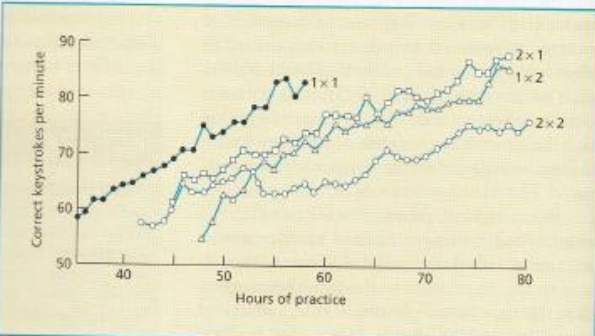 90
80
70
60
50
Correct keystrokes per minute
1 × 1
2 × 1
1 × 2
2 × 2
40
50
60
70
80
Hours of practice